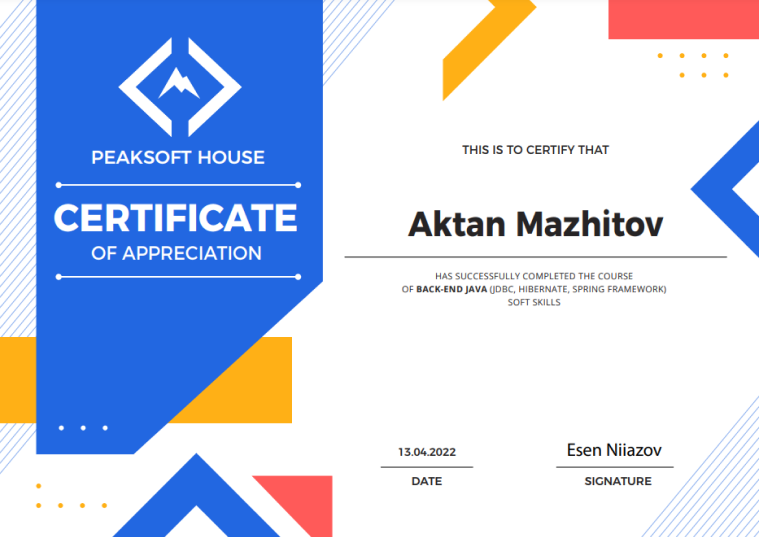 PEAKSOFT HOUSE
CERTIFICATE
OF APPRECIATION
THIS IS TO CERTIFY THAT
Aktan Mazhitov
HAS SUCCESSFULLY COMPLETED THE COURSE
OF BACK-END JAVA (JDBC, HIBERNATE, SPRING FRAMEWORK)
SOFT SKILLS
13.04.2022
DATE
Esen Niiazov
SIGNATURE